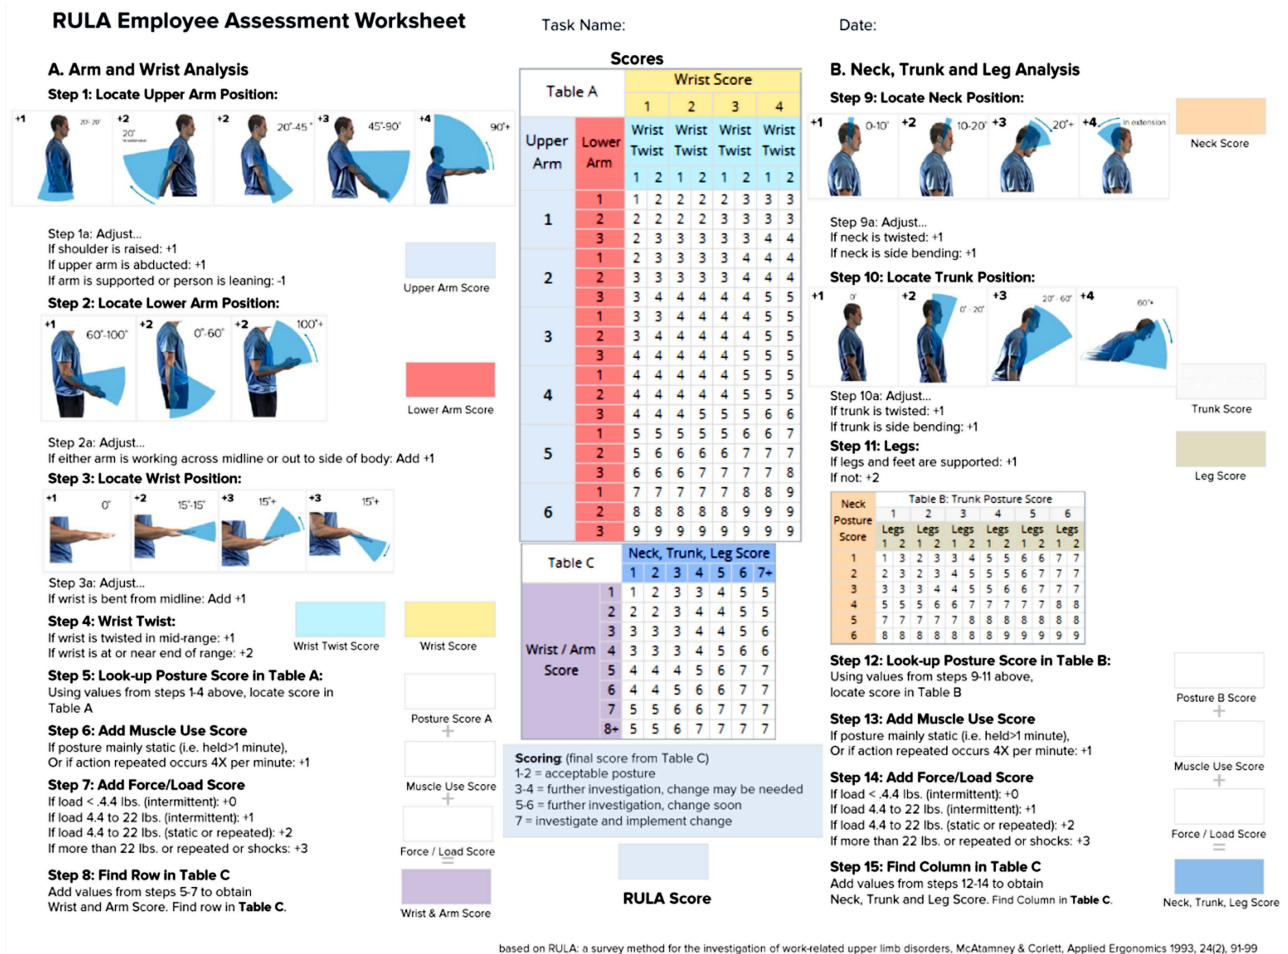 RULA Employee Assessment Worksheet
Task Name:
Date:
A. Arm and Wrist Analysis
Step 1: Locate Upper Arm Position:
+1 20°-20°
+2 20° in extension
+2 20°-45°
+3 45°-90°
+4 90°+
Step 1a: Adjust...
If shoulder is raised: +1
If upper arm is abducted: +1
If arm is supported or person is leaning: -1
Upper Arm Score
Step 2: Locate Lower Arm Position:
+1 60°-100°
+2 0°-60°
+2 100°+
Lower Arm Score
Step 2a: Adjust...
If either arm is working across midline or out to side of body: Add +1
Step 3: Locate Wrist Position:
+1 0°
+2 15°-15°
+3 15°+
+3 15°+
Step 3a: Adjust...
If wrist is bent from midline: Add +1
Step 4: Wrist Twist:
If wrist is twisted in mid-range: +1
If wrist is at or near end of range: +2
Wrist Twist Score
Wrist Score
Step 5: Look-up Posture Score in Table A:
Using values from steps 1-4 above, locate score in
Table A
Posture Score A
+
Step 6: Add Muscle Use Score
If posture mainly static (i.e. held>1 minute),
Or if action repeated occurs 4X per minute: +1
Muscle Use Score
+
Step 7: Add Force/Load Score
If load < .4.4 lbs. (intermittent): +0
If load 4.4 to 22 lbs. (intermittent): +1
If load 4.4 to 22 lbs. (static or repeated): +2
If more than 22 lbs. or repeated or shocks: +3
Force / Load Score
=
Step 8: Find Row in Table C
Add values from steps 5-7 to obtain
Wrist and Arm Score. Find row in Table C.
Wrist & Arm Score
Scores
Table A
Wrist Score
1 2 3 4
Upper Arm
Lower Arm
Wrist Twist Wrist Twist Wrist Twist Wrist Twist
1 2 1 2 1 2 1 2
1
1 1 2 2 2 2 3 3 3
2 2 2 2 2 3 3 3 3
3 2 3 3 3 3 3 4 4
2
1 2 3 3 3 3 4 4 4
2 3 3 3 3 3 4 4 4
3 3 4 4 4 4 4 5 5
3
1 3 3 4 4 4 4 5 5
2 3 4 4 4 4 4 5 5
3 4 4 4 4 4 5 5 5
4
1 4 4 4 4 4 5 5 5
2 4 4 4 4 4 5 5 5
3 4 4 4 5 5 5 6 6
5
1 5 5 5 5 5 6 6 7
2 5 6 6 6 6 7 7 7
3 6 6 6 7 7 7 7 8
6
1 7 7 7 7 7 8 8 9
2 8 8 8 8 8 9 9 9
3 9 9 9 9 9 9 9 9
Table C
Neck, Trunk, Leg Score
1 2 3 4 5 6 7+
Wrist / Arm Score
1 1 2 3 3 4 5 5
2 2 2 3 4 4 5 5
3 3 3 3 4 4 5 6
4 3 3 3 4 5 6 6
5 4 4 4 5 6 7 7
6 4 4 5 6 6 7 7
7 5 5 6 6 7 7 7
8+ 5 5 6 7 7 7 7
Scoring: (final score from Table C)
1-2 = acceptable posture
3-4 = further investigation, change may be needed
5-6 = further investigation, change soon
7 = investigate and implement change
RULA Score
B. Neck, Trunk and Leg Analysis
Step 9: Locate Neck Position:
+1 0-10°
+2 10-20°
+3 20°+
+4 in extension
Neck Score
Step 9a: Adjust...
If neck is twisted: +1
If neck is side bending: +1
Step 10: Locate Trunk Position:
+1 0°
+2 0°-20°
+3 20°-60°
+4 60°+
Step 10a: Adjust...
If trunk is twisted: +1
If trunk is side bending: +1
Trunk Score
Step 11: Legs:
If legs and feet are supported: +1
If not: +2
Leg Score
Neck Posture Score
Table B: Trunk Posture Score
1 2 3 4 5 6
Legs Legs Legs Legs Legs Legs
1 2 1 2 1 2 1 2 1 2 1 2
1 1 3 2 3 3 4 5 5 6 6 7 7
2 2 3 2 3 4 5 5 5 6 7 7 7
3 3 3 3 4 4 5 5 6 6 7 7 7
4 5 5 5 6 6 7 7 7 7 7 8 8
5 7 7 7 7 7 8 8 8 8 8 8 8
6 8 8 8 8 8 8 8 9 9 9 9 9
Step 12: Look-up Posture Score in Table B:
Using values from steps 9-11 above,
locate score in Table B
Posture B Score
+
Step 13: Add Muscle Use Score
If posture mainly static (i.e. held>1 minute),
Or if action repeated occurs 4X per minute: +1
Muscle Use Score
+
Step 14: Add Force/Load Score
If load < .4.4 lbs. (intermittent): +0
If load 4.4 to 22 lbs. (intermittent): +1
If load 4.4 to 22 lbs. (static or repeated): +2
If more than 22 lbs. or repeated or shocks: +3
Force / Load Score
=
Step 15: Find Column in Table C
Add values from steps 12-14 to obtain
Neck, Trunk and Leg Score. Find Column in Table C.
Neck, Trunk, Leg Score
based on RULA: a survey method for the investigation of work-related upper limb disorders, McAtamney & Corlett, Applied Ergonomics 1993, 24(2), 91-99